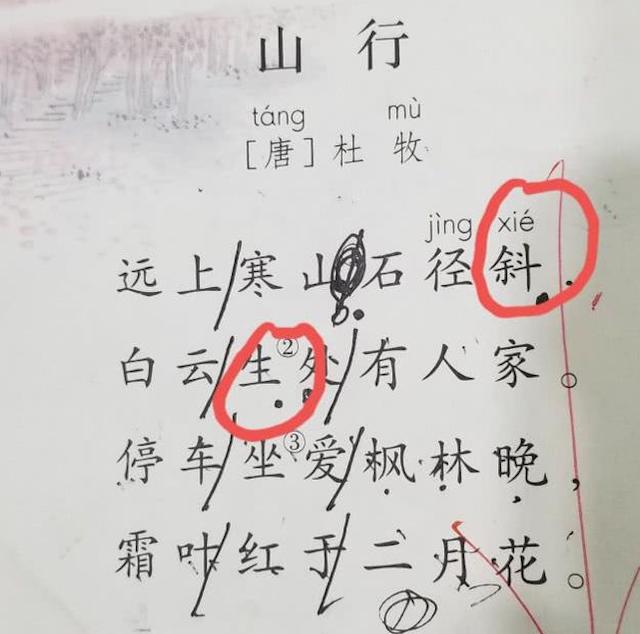 山 行
táng mù
[唐]杜 牧
jìng xié
远上寒山石径斜，
白云生②处有人家。
停车坐③爱枫林晚，
霜叶红于二月花。